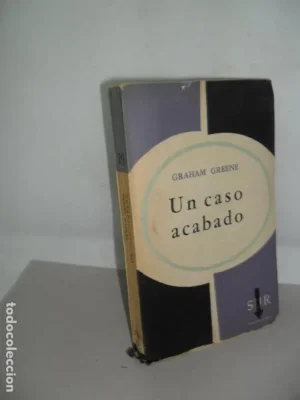 GRAHAM GREENE
Un caso
acabado
SUR
todocoleccion